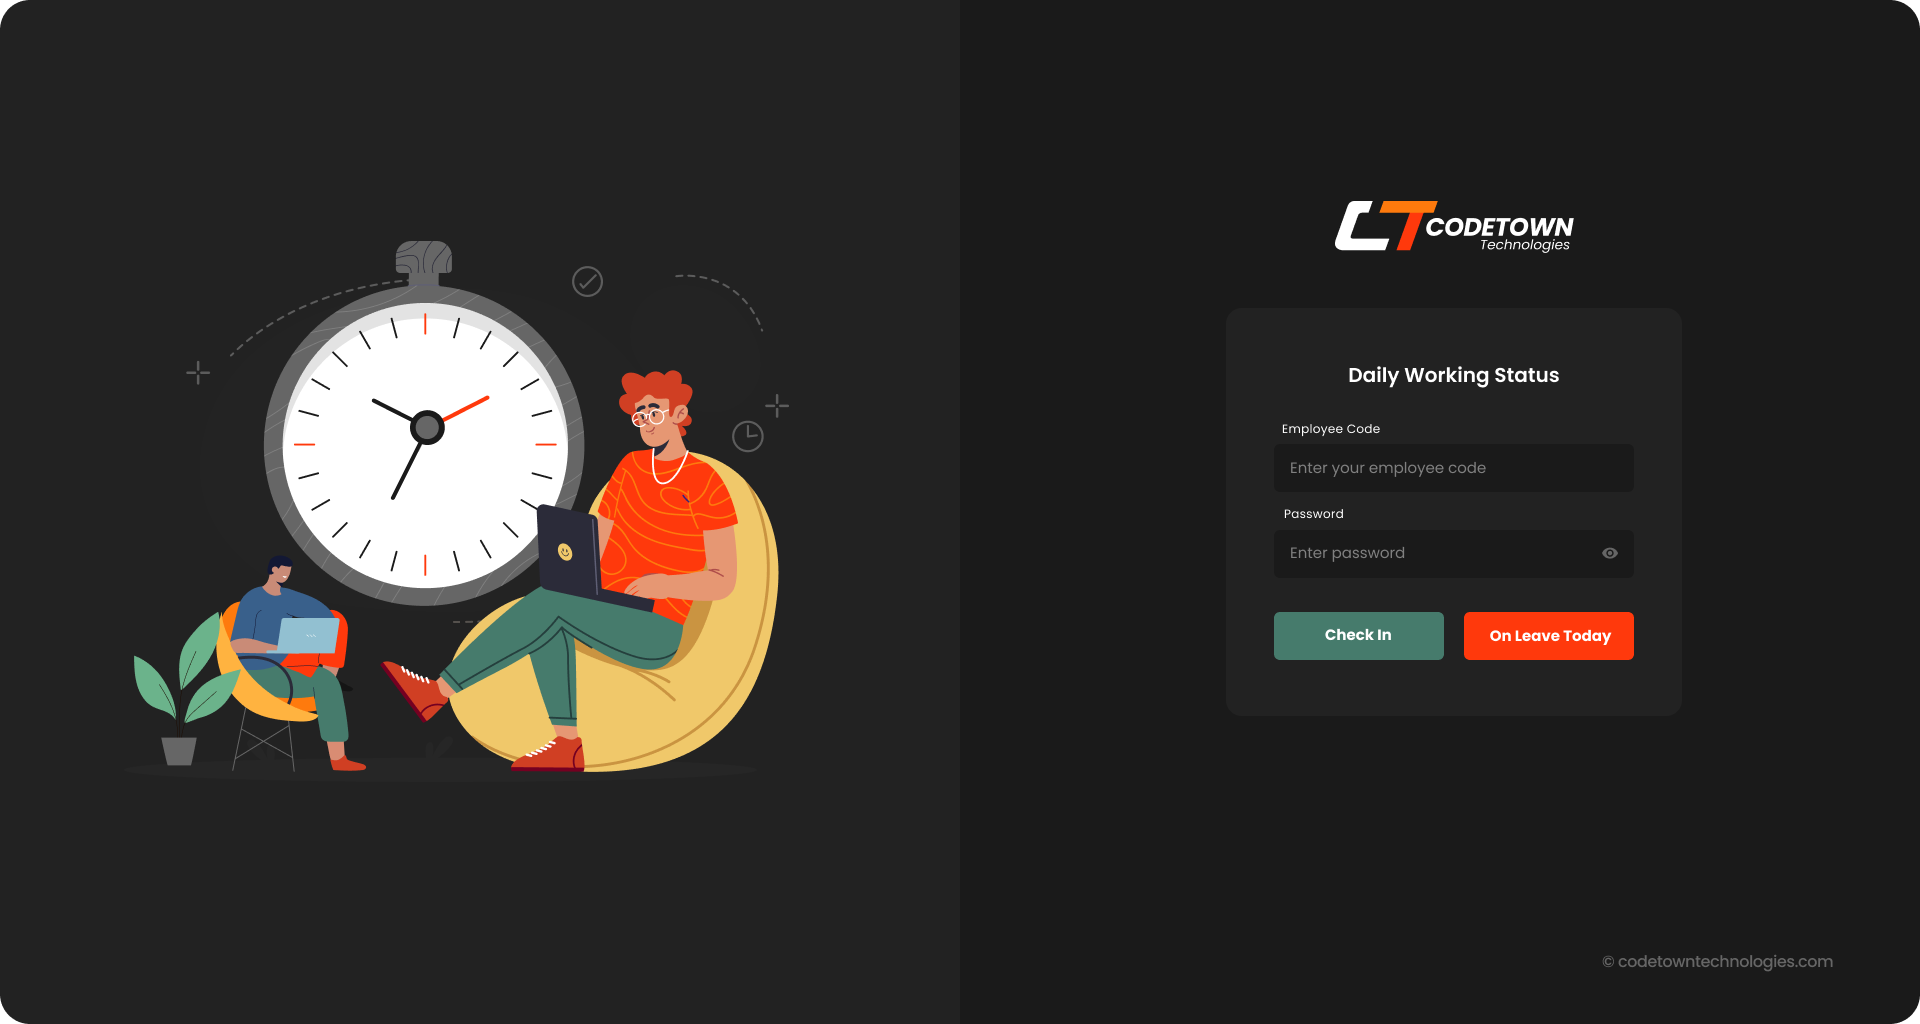 CT CODETOWN
Technologies
Daily Working Status
Employee Code
Enter your employee code
Password
Enter password
Check In
On Leave Today
© codetowntechnologies.com